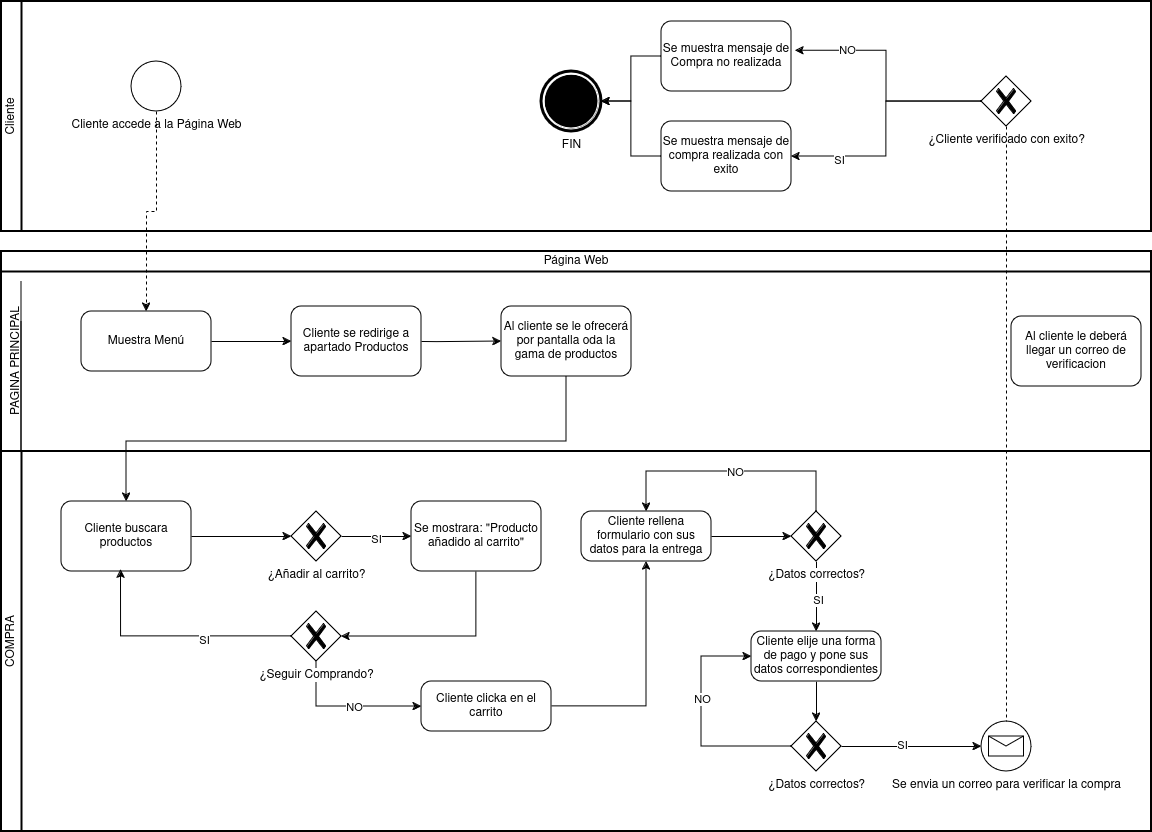 Cliente
Cliente accede a la Página Web
FIN
Se muestra mensaje de
Compra no realizada
Se muestra mensaje de
compra realizada con
exito
NO
SI
¿Cliente verificado con exito?
Página Web
PAGINA PRINCIPAL
Muestra Menú
Cliente se redirige a
apartado Productos
Al cliente se le ofrecerá
por pantalla oda la
gama de productos
Al cliente le deberá
llegar un correo de
verificacion
COMPRA
Cliente buscara
productos
¿Añadir al carrito?
SI
Se mostrara: "Producto
añadido al carrito"
SI
¿Seguir Comprando?
NO
Cliente clicka en el
carrito
NO
Cliente rellena
formulario con sus
datos para la entrega
¿Datos correctos?
SI
Cliente elije una forma
de pago y pone sus
datos correspondientes
NO
¿Datos correctos?
SI
Se envia un correo para verificar la compra